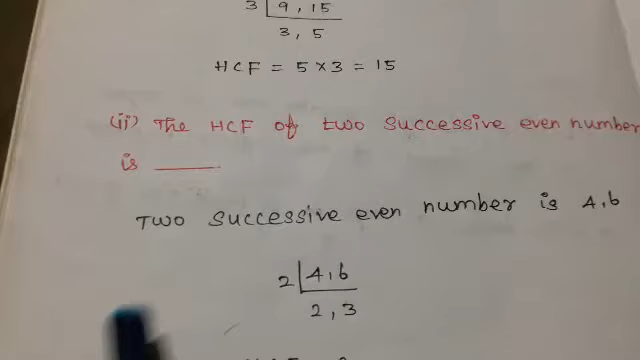 3 | 9, 15
3, 5
HCF = 5 × 3 = 15
(ii) The HCF of two successive even number
is ____
Two successive even number is 4,6
2 | 4,6
2, 3